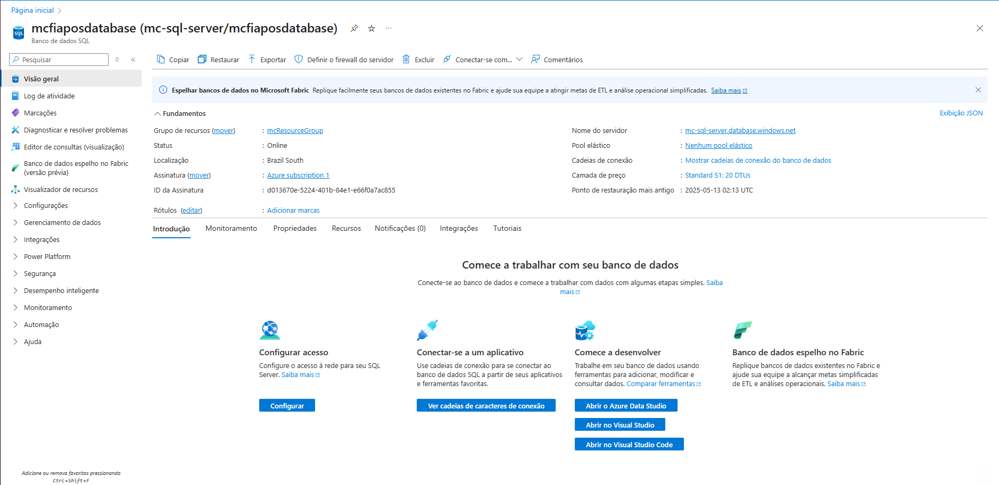 Página inicial
mcfiaposdatabase (mc-sql-server/mcfiaposdatabase)
Banco de dados SQL
Pesquisar
Visão geral
Log de atividade
Marcações
Diagnosticar e resolver problemas
Editor de consultas (visualização)
Banco de dados espelho no Fabric
(versão prévia)
Visualizador de recursos
Configurações
Gerenciamento de dados
Integrações
Power Platform
Segurança
Desempenho inteligente
Monitoramento
Automação
Ajuda
Adicione ou remova favoritos pressionando
Ctrl+Shift+F
Copiar Restaurar Exportar Definir o firewall do servidor Excluir Conectar-se com... Comentários
Espelhar bancos de dados no Microsoft Fabric Replique facilmente seus bancos de dados existentes no Fabric e ajude sua equipe a atingir metas de ETL e análise operacional simplificadas. Saiba mais
Fundamentos
Exibição JSON
Grupo de recursos (mover) : mcResourceGroup
Status : Online
Localização : Brazil South
Assinatura (mover) : Azure subscription 1
ID da Assinatura : d013670e-5224-401b-84e1-e66f0a7ac855
Nome do servidor : mc-sql-server.database.windows.net
Pool elástico : Nenhum pool elástico
Cadeias de conexão : Mostrar cadeias de conexão do banco de dados
Camada de preço : Standard S1: 20 DTUs
Ponto de restauração mais antigo : 2025-05-13 02:13 UTC
Rótulos (editar) : Adicionar marcas
Introdução Monitoramento Propriedades Recursos Notificações (0) Integrações Tutoriais
Comece a trabalhar com seu banco de dados
Conecte-se ao banco de dados e comece a trabalhar com dados com algumas etapas simples. Saiba
mais
Configurar acesso
Configure o acesso à rede para seu SQL
Server. Saiba mais
Configurar
Conectar-se a um aplicativo
Use cadeias de conexão para se conectar ao
banco de dados SQL a partir de seus aplicativos
e ferramentas favoritas.
Ver cadeias de caracteres de conexão
Comece a desenvolver
Trabalhe em seu banco de dados usando
ferramentas para adicionar, modificar e
consultar dados. Comparar ferramentas
Abrir o Azure Data Studio
Abrir no Visual Studio
Abrir no Visual Studio Code
Banco de dados espelho no Fabric
Replique bancos de dados existentes no Fabric e
ajude sua equipe a alcançar metas simplificadas
de ETL e análises operacionais. Saiba mais